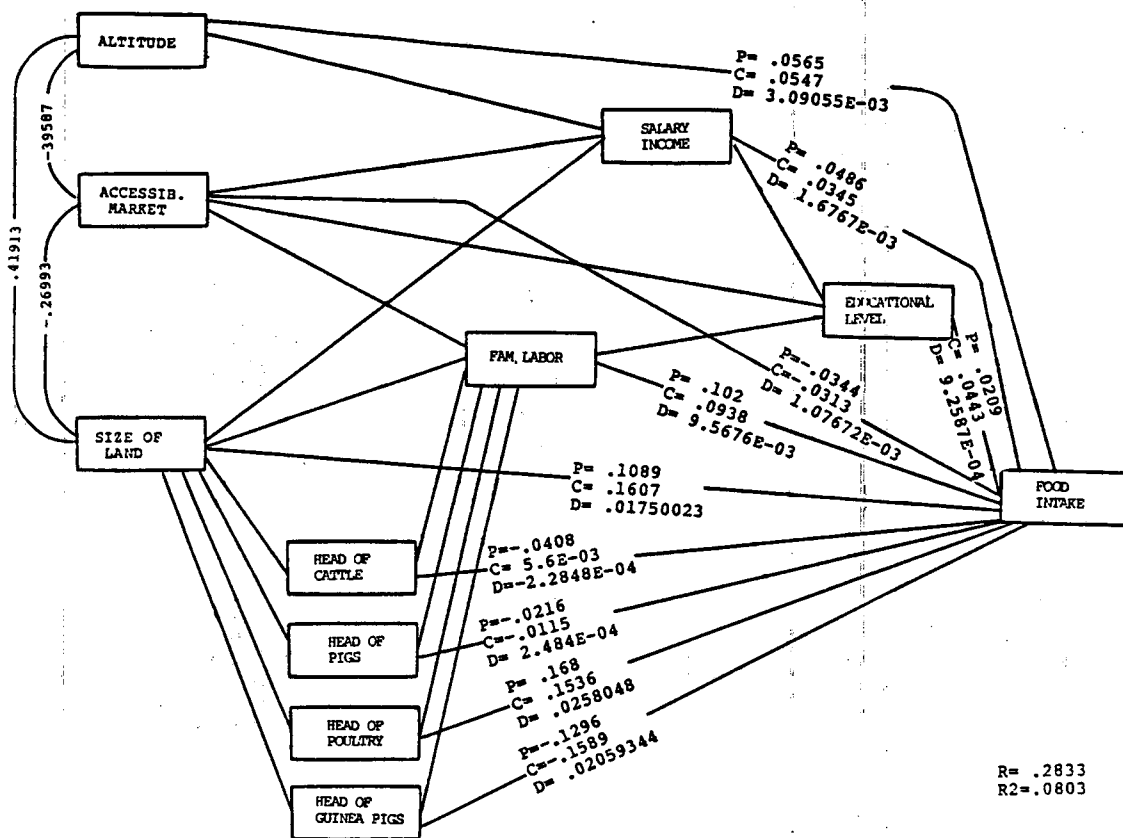 ALTITUDE
P= .0565
C= .0547
D= 3.09055E-03
SALARY
INCOME
P= .0486
C= .0345
D= 1.6767E-03
-39587
ACCESSIB.
MARKET
.41913
-.26993
EDUCATIONAL
LEVEL
P= .0209
C= .0443
D= 9.2587E-04
FAM. LABOR
P=-.0344
C=-.0313
D= 1.07672E-03
P= .102
C= .0938
D= 9.5676E-03
SIZE OF
LAND
P= .1089
C= .1607
D= .01750023
FOOD
INTAKE
HEAD OF
CATTLE
P=-.0408
C= 5.6E-03
D=-2.2848E-04
HEAD OF
PIGS
P=-.0216
C=-.0115
D= 2.484E-04
HEAD OF
POULTRY
P= .168
C= .1536
D= .0258048
HEAD OF
GUINEA PIGS
P=-.1296
C=-.1589
D= .02059344
R= .2833
R2=.0803